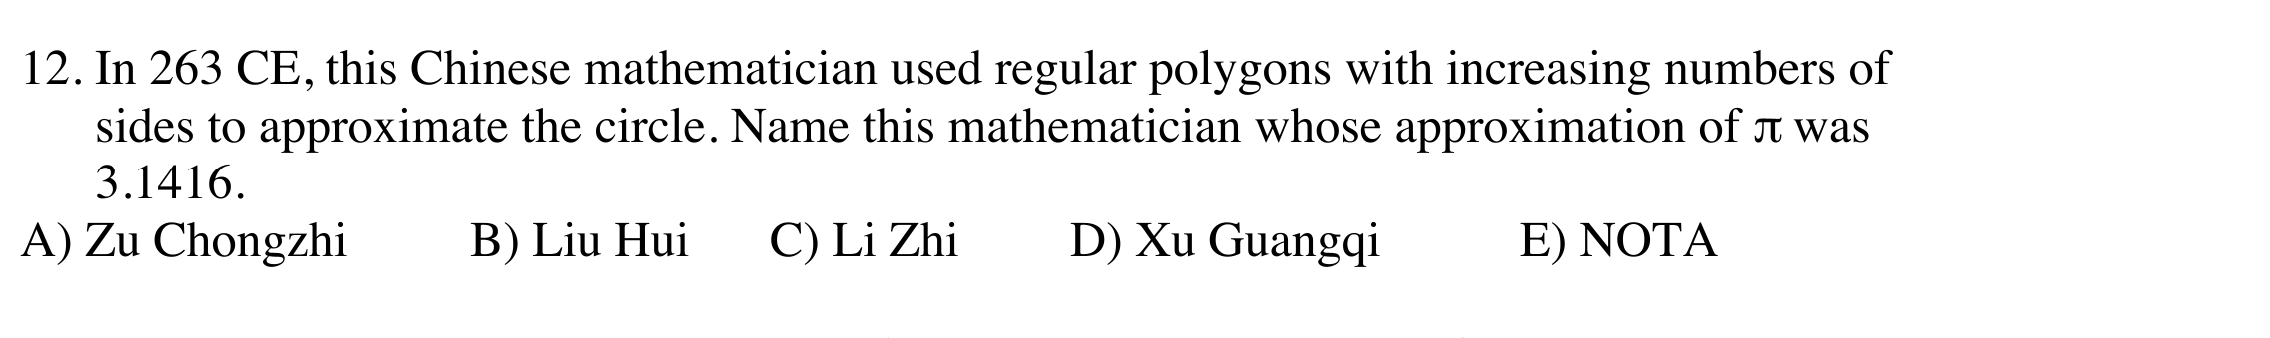 12. In 263 CE, this Chinese mathematician used regular polygons with increasing numbers of
sides to approximate the circle. Name this mathematician whose approximation of π was
3.1416.
A) Zu Chongzhi B) Liu Hui C) Li Zhi D) Xu Guangqi E) NOTA